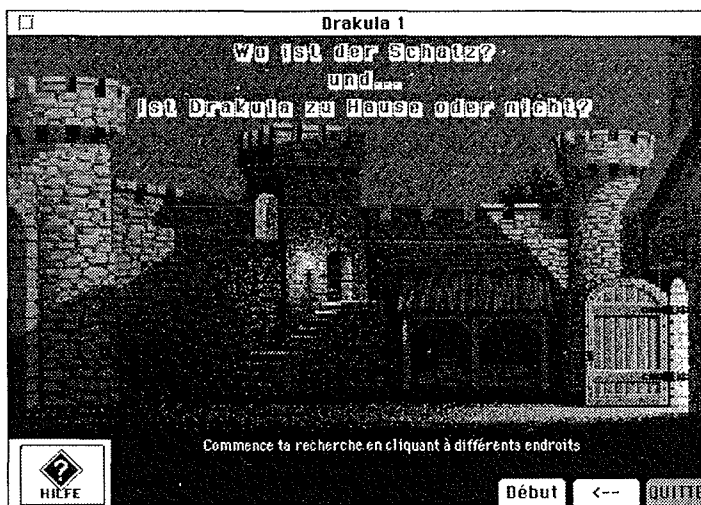 Drakula 1
Wo ist der Schatz?
und...
Ist Drakula zu Hause oder nicht?
Commence ta recherche en cliquant à différents endroits
?
HILFE
Début
<--
QUITTE